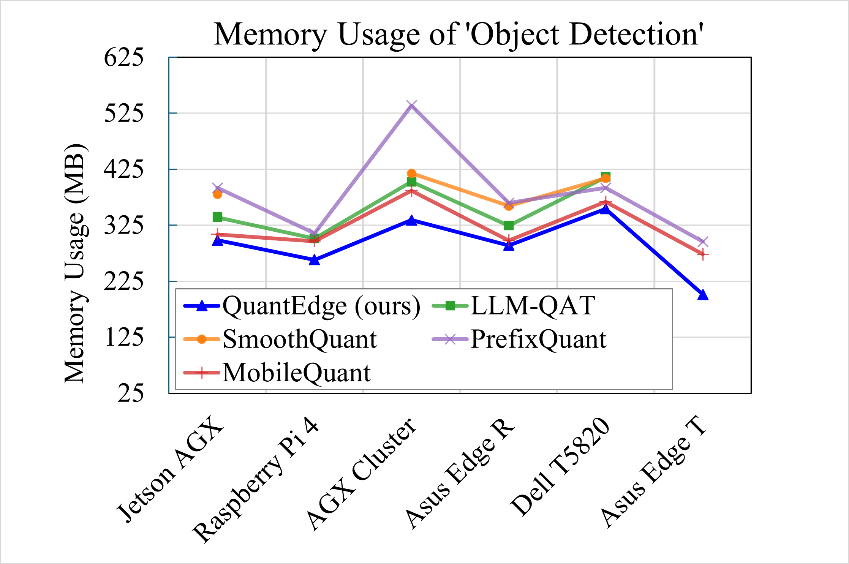 Memory Usage of 'Object Detection'
Memory Usage (MB)
625
525
425
325
225
125
25
QuantEdge (ours)
LLM-QAT
SmoothQuant
PrefixQuant
MobileQuant
Jetson AGX
Raspberry Pi 4
AGX Cluster
Asus Edge R
Dell T5820
Asus Edge T